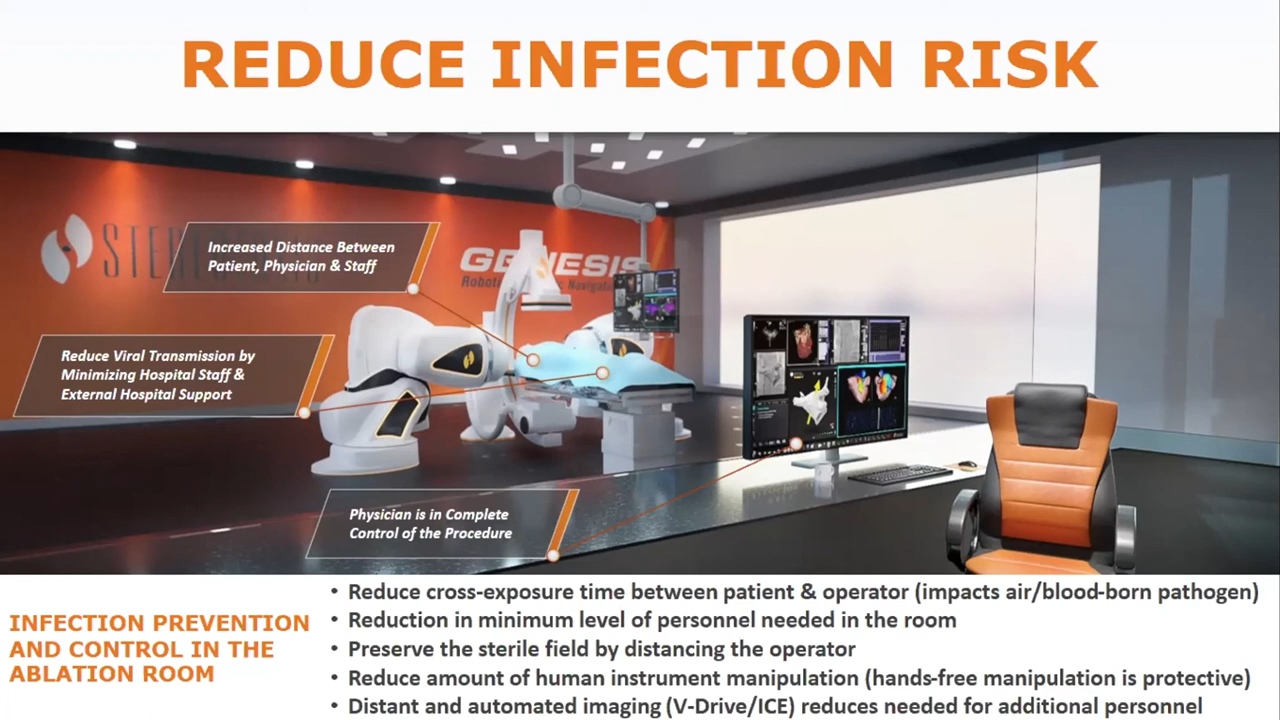 REDUCE INFECTION RISK
Increased Distance Between
Patient, Physician & Staff
STE
GENESIS
Reduce Viral Transmission by
Minimizing Hospital Staff &
External Hospital Support
Physician is in Complete
Control of the Procedure
INFECTION PREVENTION
AND CONTROL IN THE
ABLATION ROOM
• Reduce cross-exposure time between patient & operator (impacts air/blood-born pathogen)
• Reduction in minimum level of personnel needed in the room
• Preserve the sterile field by distancing the operator
• Reduce amount of human instrument manipulation (hands-free manipulation is protective)
• Distant and automated imaging (V-Drive/ICE) reduces needed for additional personnel